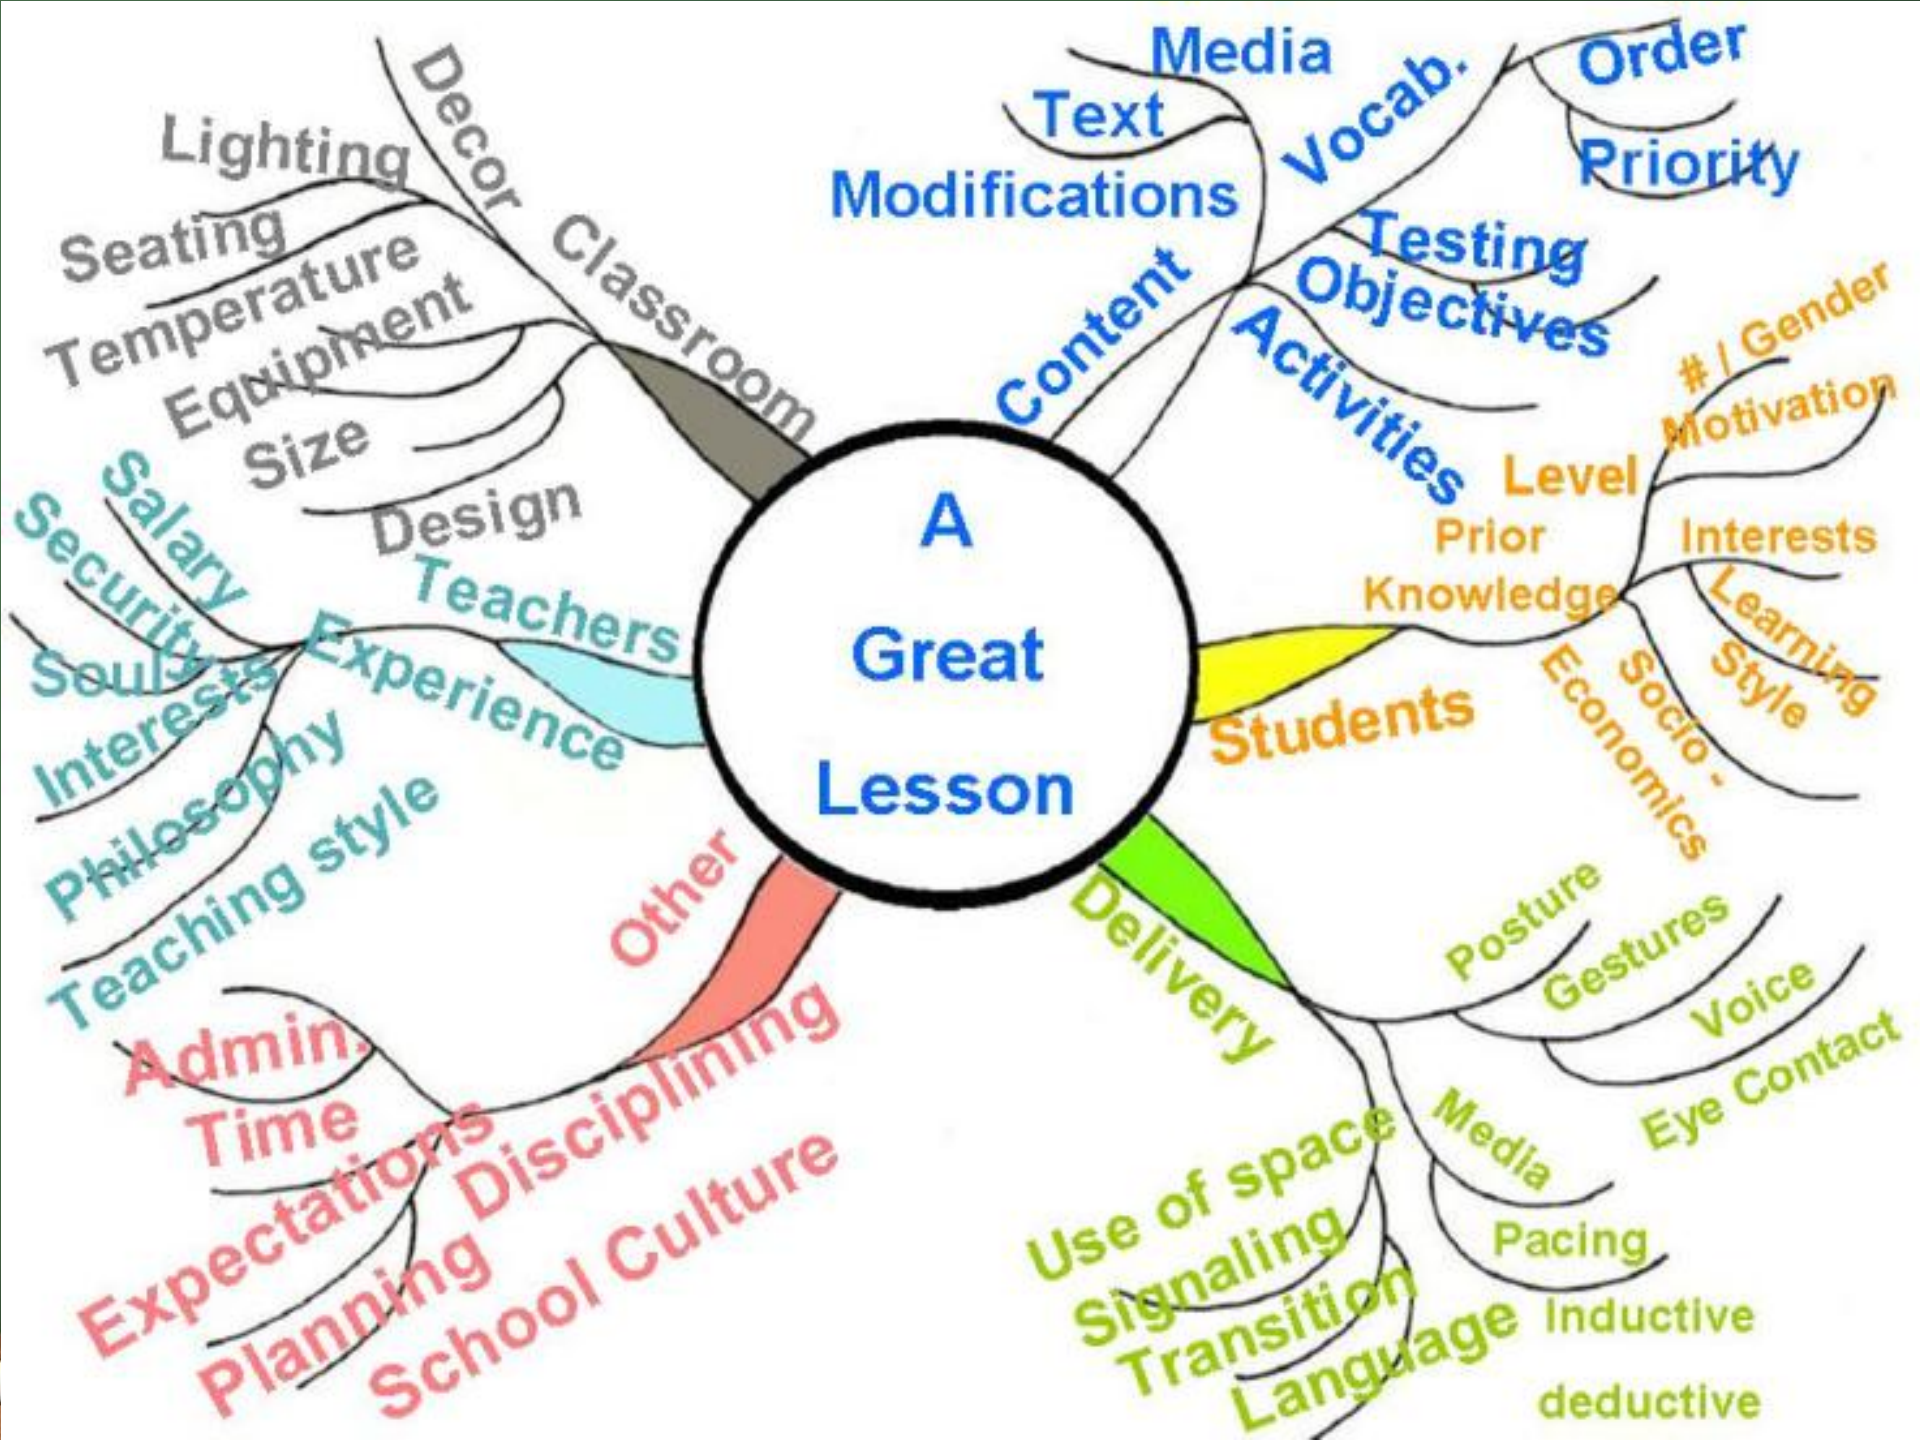 A
Great
Lesson
Classroom
Decor
Lighting
Seating
Temperature
Equipment
Size
Design
Content
Media
Text
Modifications
Vocab.
Order
Priority
Testing
Objectives
Activities
Students
# / Gender
Motivation
Level
Prior
Knowledge
Interests
Learning
Style
Socio -
Economics
Delivery
Posture
Gestures
Voice
Eye Contact
Media
Pacing
Inductive
deductive
Use of space
Signaling
Transition
Language
Other
Disciplining
Admin.
Time
Expectations
Planning
School Culture
Teachers
Experience
Salary
Security
Soul
Interests
Philosophy
Teaching style